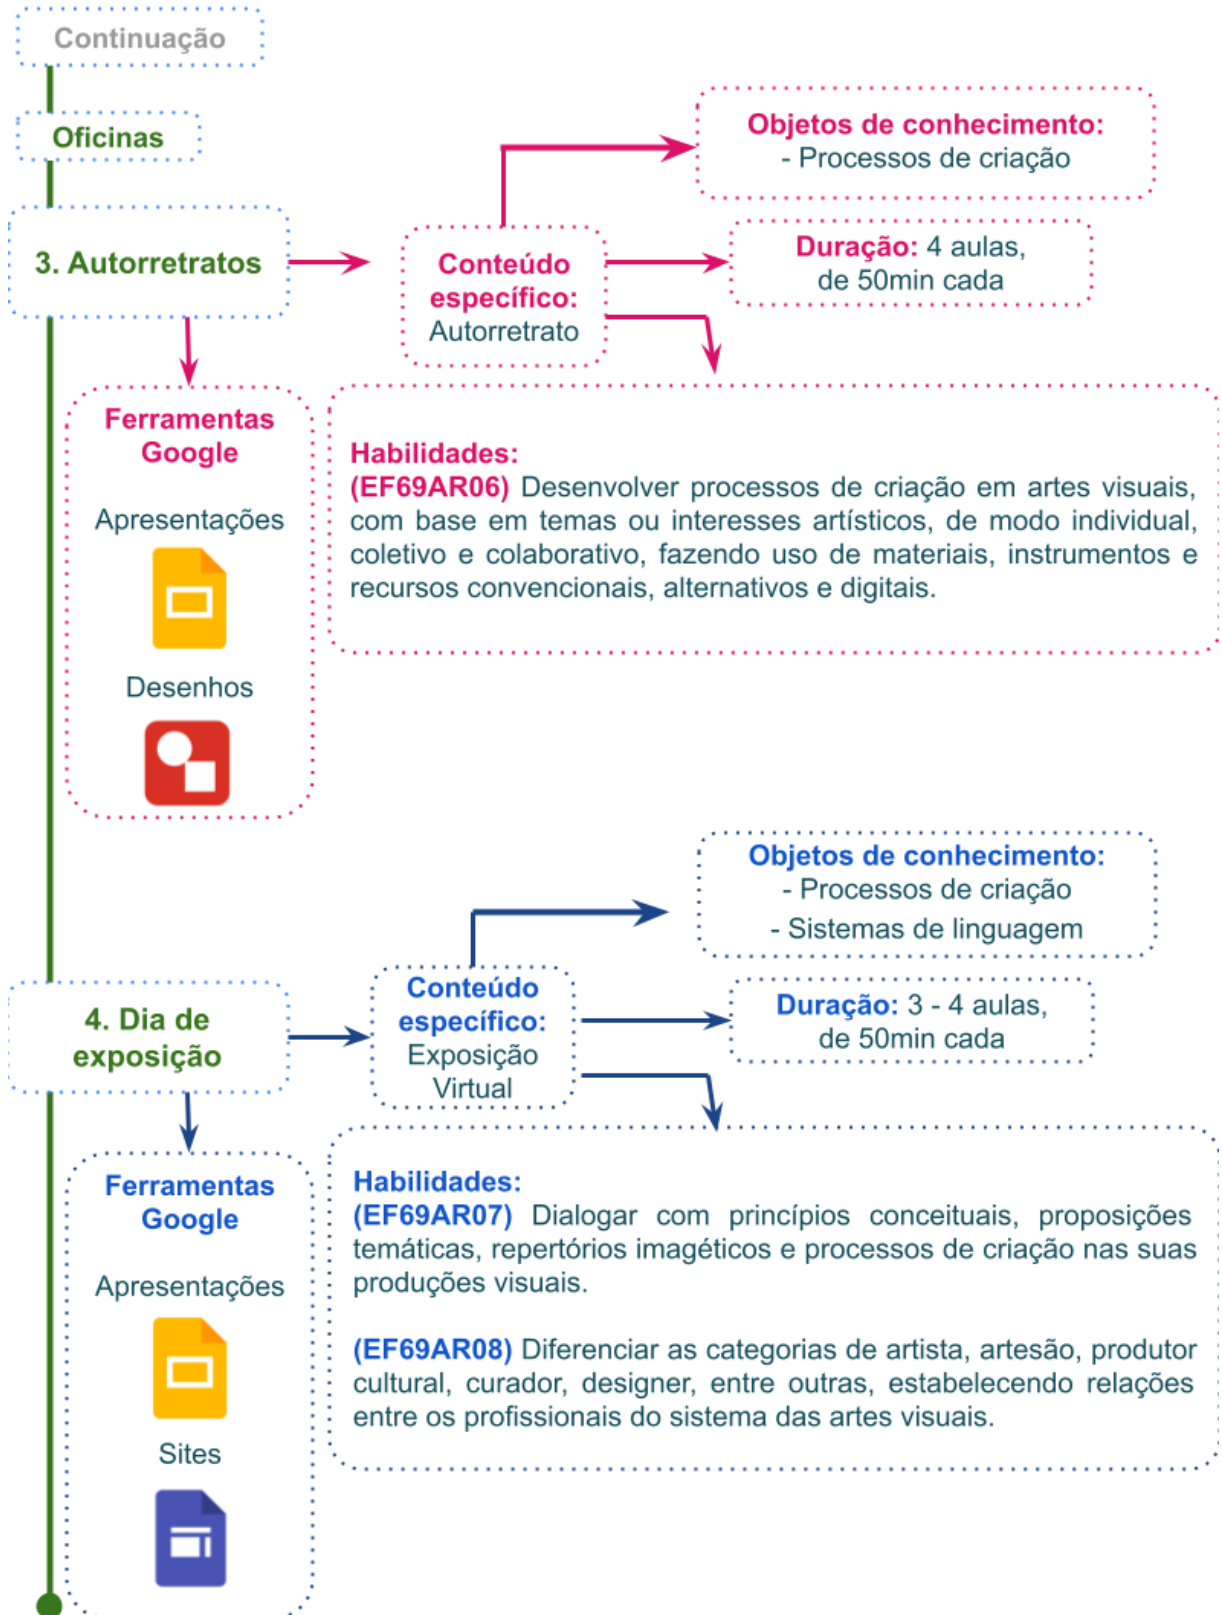 Continuação
Oficinas
3. Autorretratos
Conteúdo
específico:
Autorretrato
Objetos de conhecimento:
- Processos de criação
Duração: 4 aulas,
de 50min cada
Ferramentas
Google
Apresentações
Desenhos
Habilidades:
(EF69AR06) Desenvolver processos de criação em artes visuais,
com base em temas ou interesses artísticos, de modo individual,
coletivo e colaborativo, fazendo uso de materiais, instrumentos e
recursos convencionais, alternativos e digitais.
4. Dia de
exposição
Conteúdo
específico:
Exposição
Virtual
Objetos de conhecimento:
- Processos de criação
- Sistemas de linguagem
Duração: 3 - 4 aulas,
de 50min cada
Ferramentas
Google
Apresentações
Sites
Habilidades:
(EF69AR07) Dialogar com princípios conceituais, proposições
temáticas, repertórios imagéticos e processos de criação nas suas
produções visuais.
(EF69AR08) Diferenciar as categorias de artista, artesão, produtor
cultural, curador, designer, entre outras, estabelecendo relações
entre os profissionais do sistema das artes visuais.